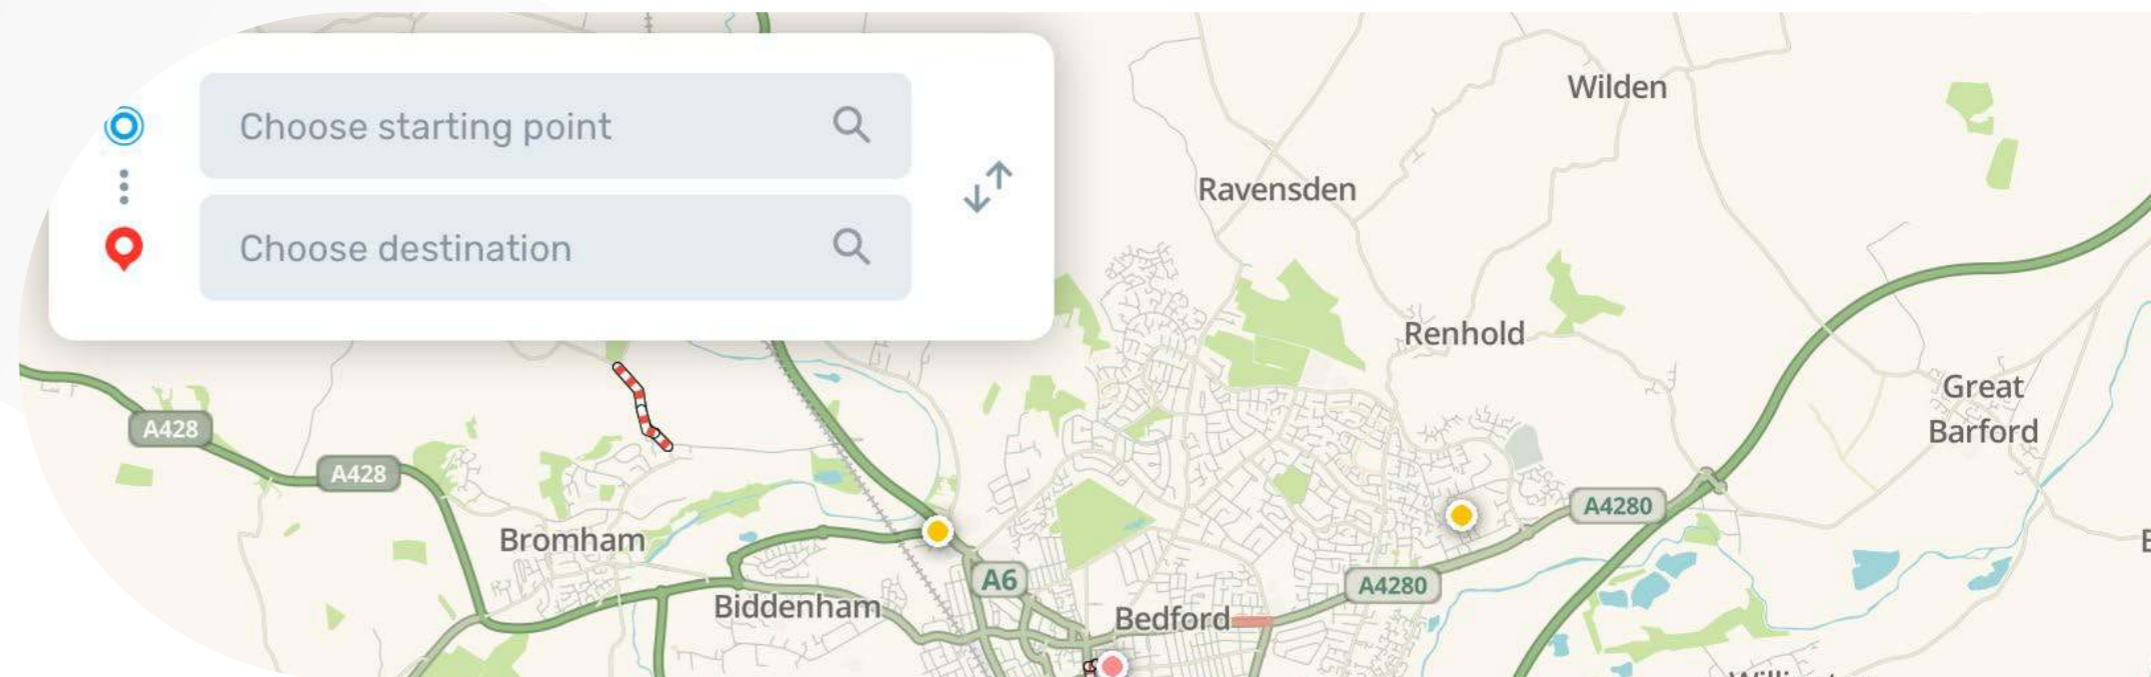 Choose starting point
Choose destination
Wilden
Ravensden
Renhold
Great
Barford
A428
A428
A4280
Bromham
A6
A4280
Biddenham
Bedford